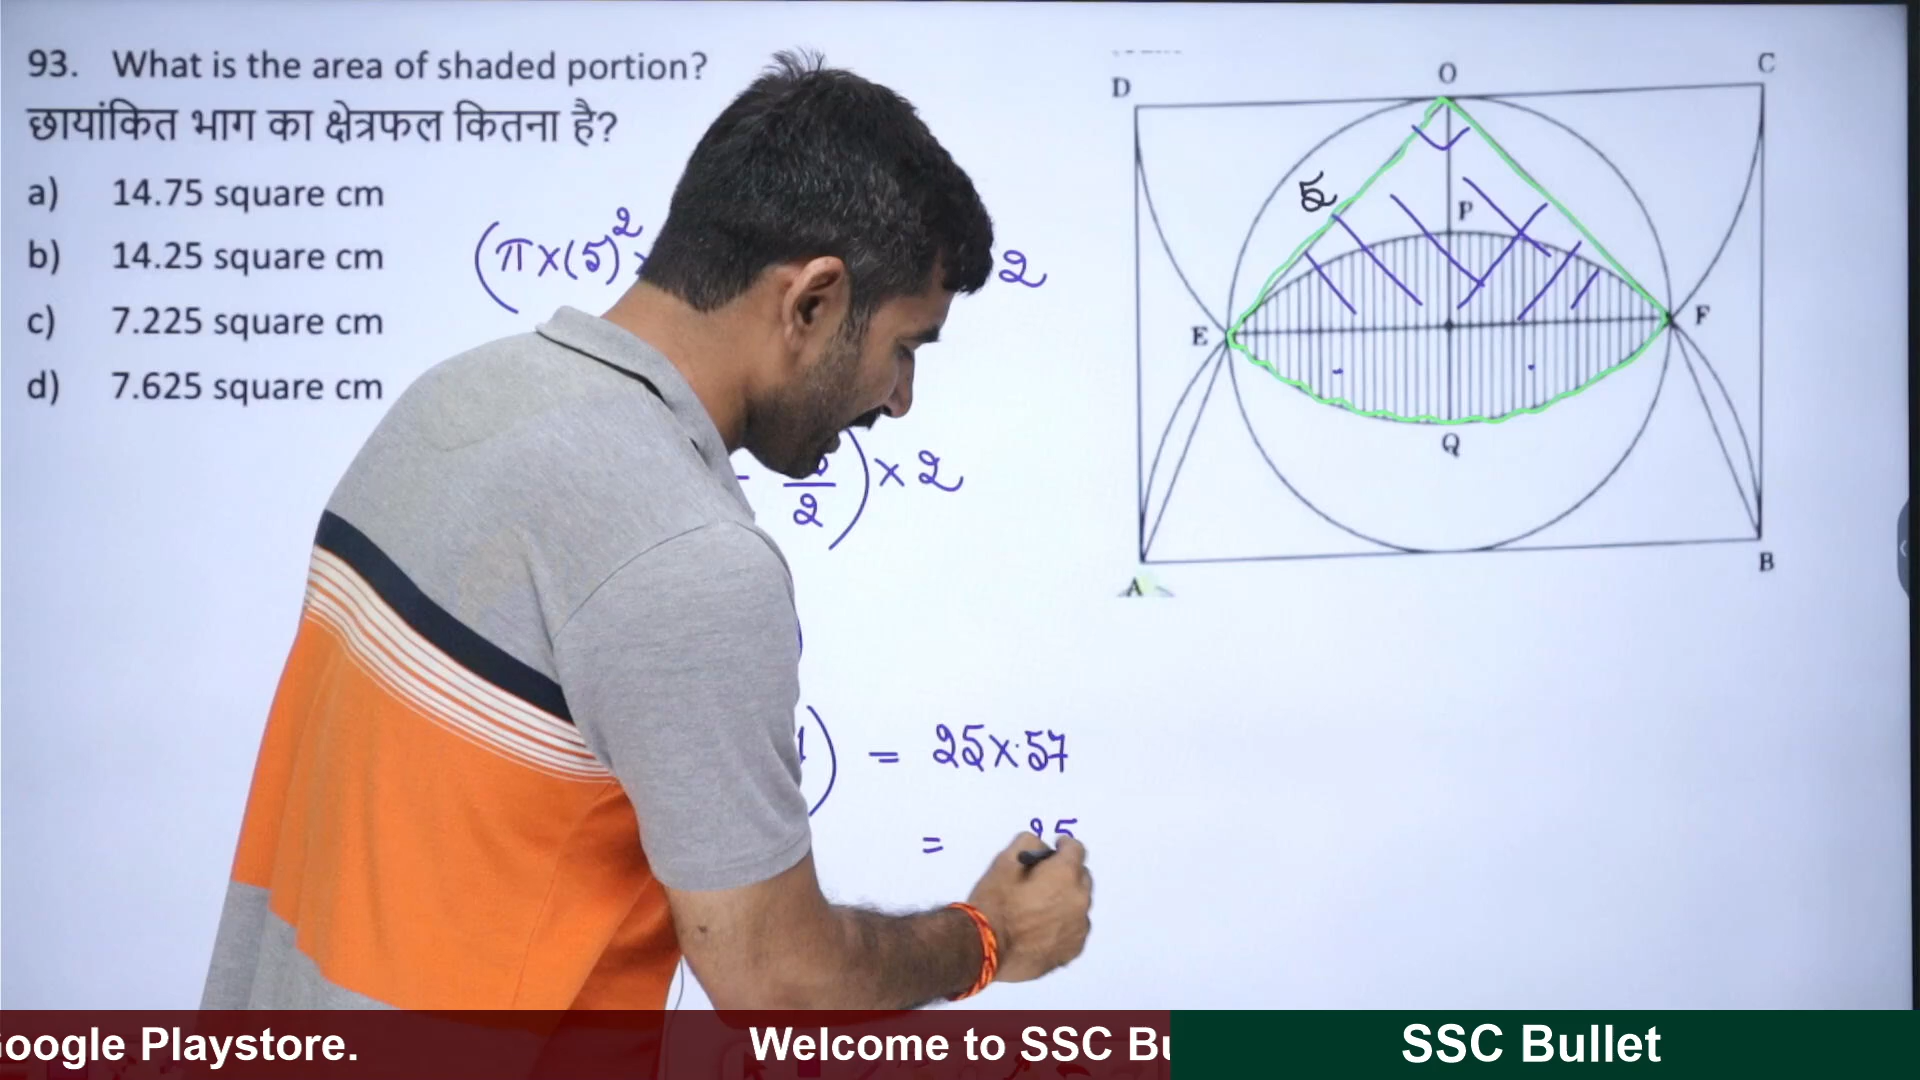 93. What is the area of shaded portion?
छायांकित भाग का क्षेत्रफल कितना है?
a) 14.75 square cm
b) 14.25 square cm
c) 7.225 square cm
d) 7.625 square cm
(π×(5)²
2
2
) × 2
) = 25×.57
=
D
O
C
5
P
E
F
Q
A
B
oogle Playstore.
Welcome to SSC Bu
SSC Bullet